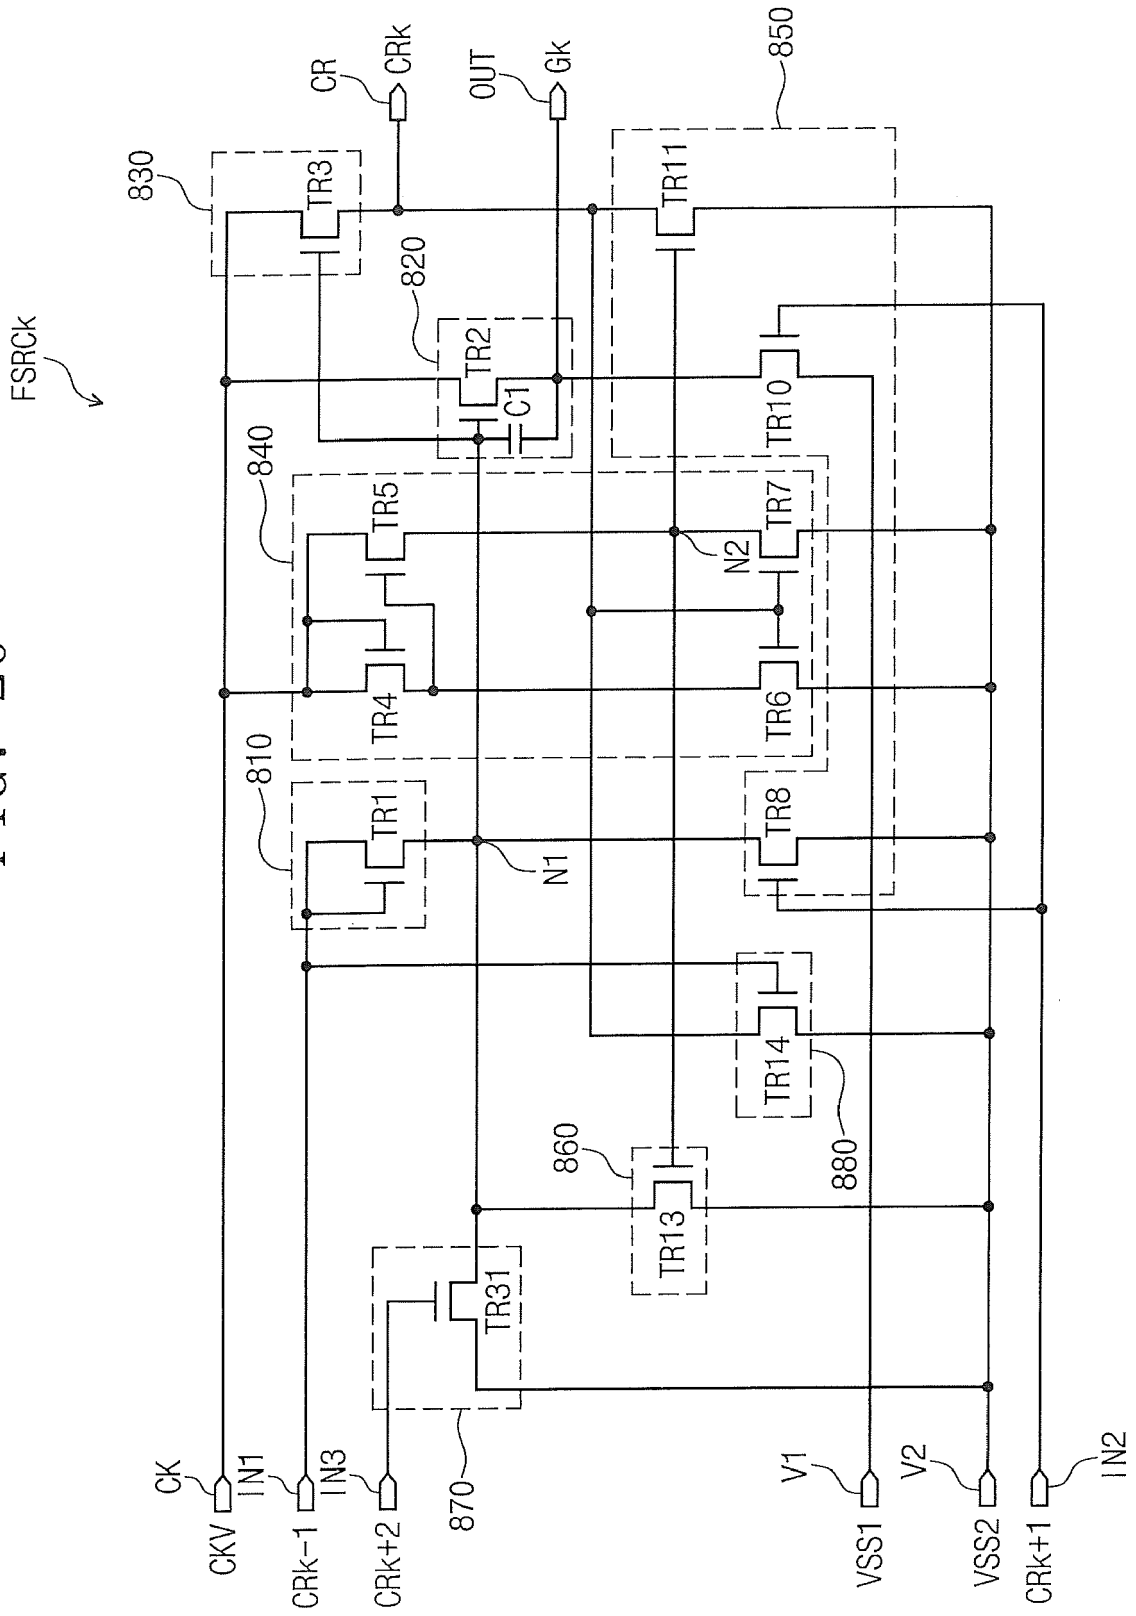 FSRCk
850
CR
CRk
OUT
Gk
830
TR3
TR11
820
TR2
C1
TR10
840
TR5
TR7
N2
TR4
TR6
810
TR1
TR8
N1
TR14
880
860
TR13
TR31
870
CK
CKV
IN1
CRk-1
IN3
CRk+2
V1
VSS1
V2
VSS2
IN2
CRk+1